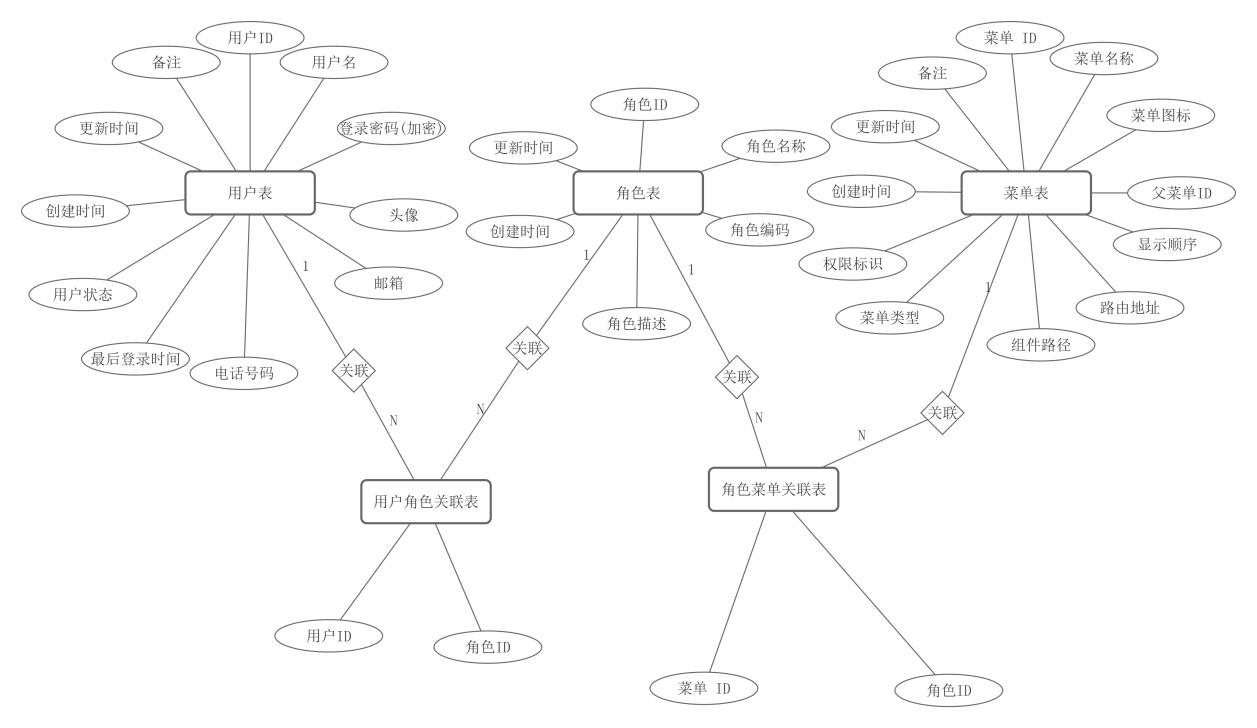 用户ID
备注
用户名
更新时间
登录密码(加密)
用户表
创建时间
头像
用户状态
邮箱
最后登录时间
电话号码
1
关联
N
角色ID
更新时间
角色名称
角色表
创建时间
角色编码
角色描述
1
关联
N
1
关联
N
菜单 ID
备注
菜单名称
更新时间
菜单图标
创建时间
菜单表
父菜单ID
权限标识
显示顺序
菜单类型
路由地址
组件路径
1
关联
N
用户角色关联表
用户ID
角色ID
角色菜单关联表
菜单 ID
角色ID